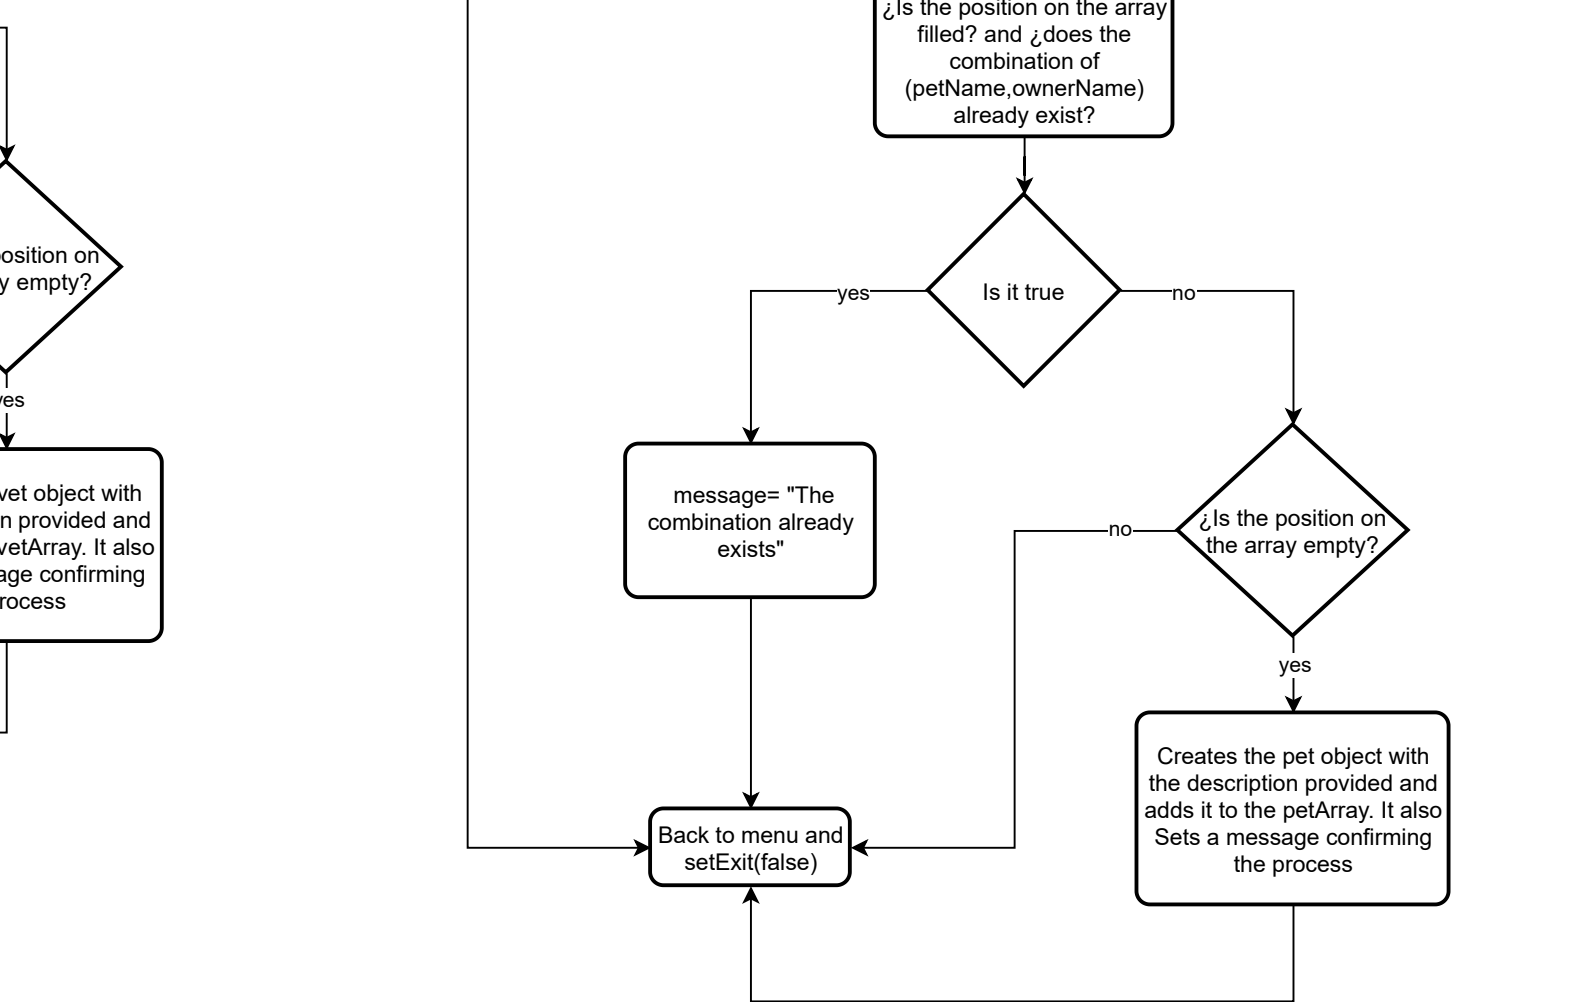 ¿Is the position on the array
filled? and ¿does the
combination of
(petName,ownerName)
already exist?
Is it true
yes
no
message= "The
combination already
exists"
¿Is the position on
the array empty?
no
yes
Creates the pet object with
the description provided and
adds it to the petArray. It also
Sets a message confirming
the process
Back to menu and
setExit(false)
position on
empty?
yes
vet object with
provided and
vetArray. It also
confirming
process